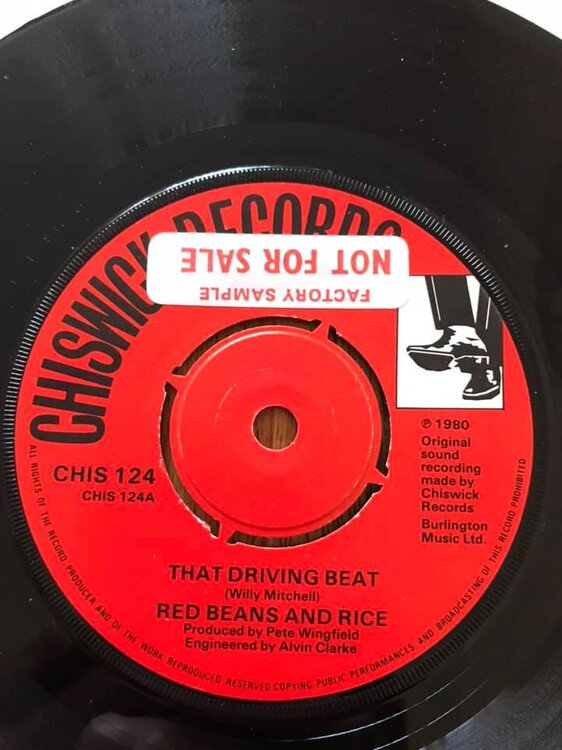 CHISWICK RECORDS
FACTORY SAMPLE
NOT FOR SALE
℗ 1980
Original
sound
recording
made by
Chiswick
Records
Burlington
Music Ltd.
CHIS 124
CHIS 124A
THAT DRIVING BEAT
(Willy Mitchell)
RED BEANS AND RICE
Produced by Pete Wingfield
Engineered by Alvin Clarke
ALL RIGHTS OF THE RECORD PRODUCER AND OF THE WORK REPRODUCED RESERVED COPYING PUBLIC PERFORMANCES AND BROADCASTING OF THIS RECORD PROHIBITED